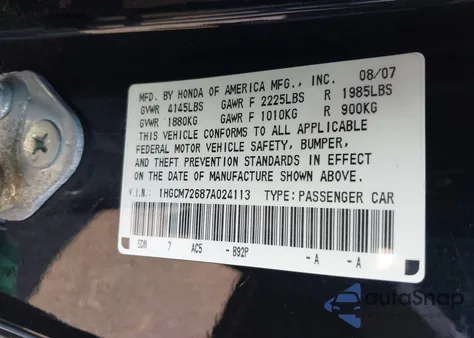 MFD. BY HONDA OF AMERICA MFG., INC. 08/07
GVWR 4145LBS GAWR F 2225LBS R 1985LBS
GVWR 1880KG GAWR F 1010KG R 900KG
THIS VEHICLE CONFORMS TO ALL APPLICABLE
FEDERAL MOTOR VEHICLE SAFETY, BUMPER,
AND THEFT PREVENTION STANDARDS IN EFFECT
ON THE DATE OF MANUFACTURE SHOWN ABOVE.
V.I.N.: 1HGCM72687A024113 TYPE: PASSENGER CAR
SDN 7 AC5 - B92P -A -A
autoSnap